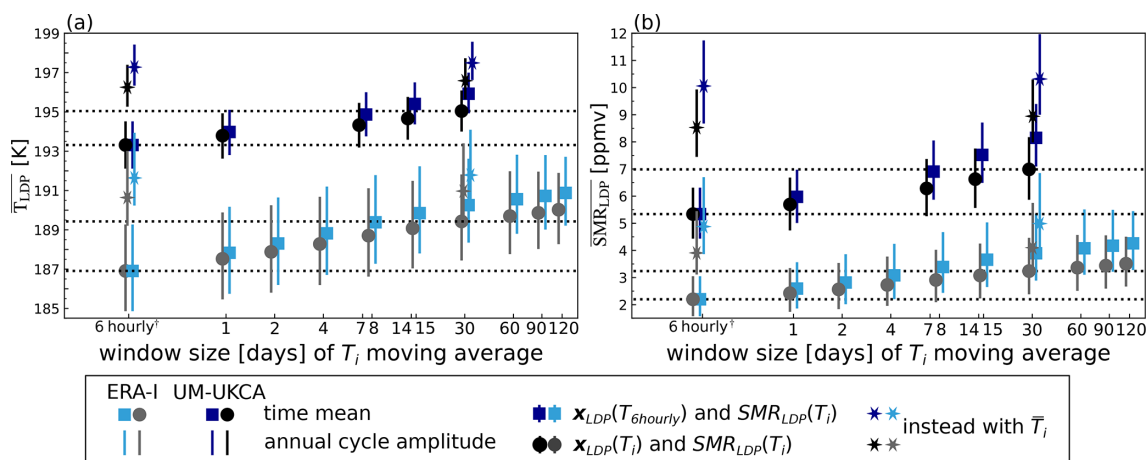 (a)
199
197
195
193
191
189
187
185
T_LDP [K]
6 hourly† 1 2 4 7 8 14 15 30 60 90 120
window size [days] of T_i moving average
(b)
12
11
10
9
8
7
6
5
4
3
2
SMR_LDP [ppmv]
6 hourly† 1 2 4 7 8 14 15 30 60 90 120
window size [days] of T_i moving average
ERA-I UM-UKCA
time mean
annual cycle amplitude
x_LDP(T_6hourly) and SMR_LDP(T_i)
x_LDP(T_i) and SMR_LDP(T_i)
instead with T̿_i